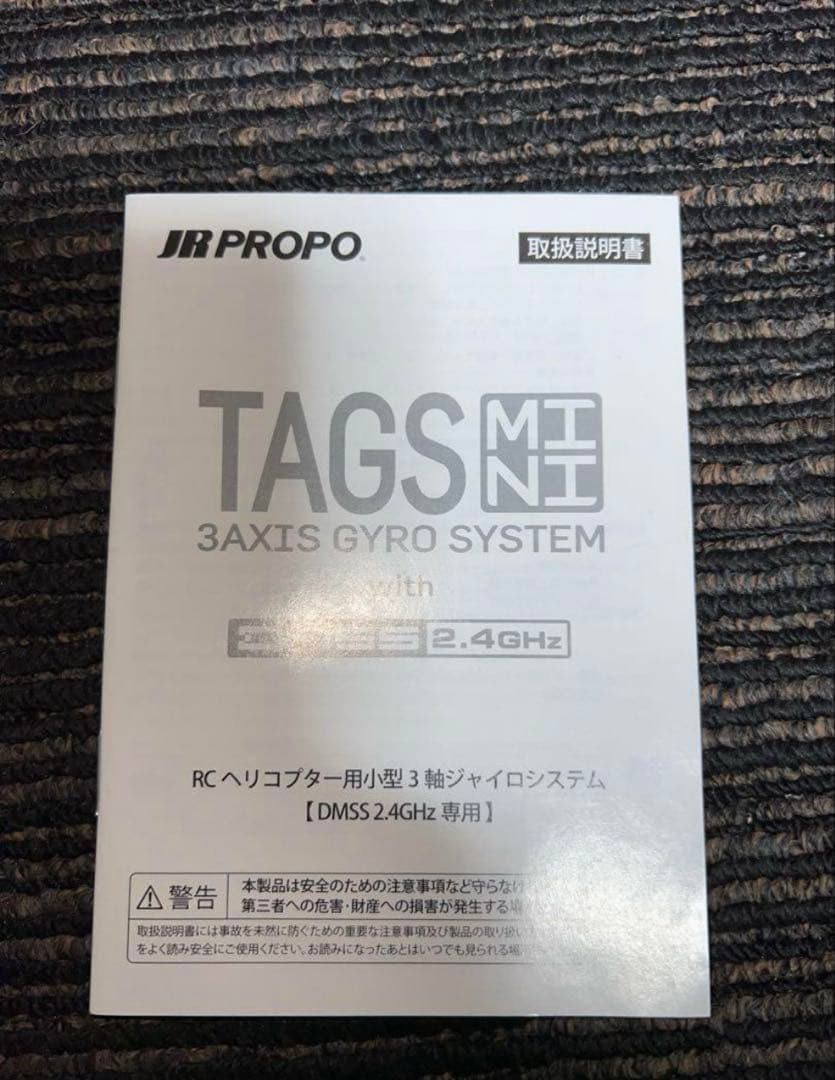 JR PROPO
取扱説明書
TAGS MINI
3AXIS GYRO SYSTEM
with
2.4GHz
RC ヘリコプター用小型 3 軸ジャイロシステム
【 DMSS 2.4GHz 専用 】
警告
本製品は安全のための注意事項など守らな
第三者への危害・財産への損害が発生する
取扱説明書には事故を未然に防ぐための重要な注意事項及び製品の取り扱い
をよく読み安全にご使用ください。お読みになったあとはいつでも見られる場